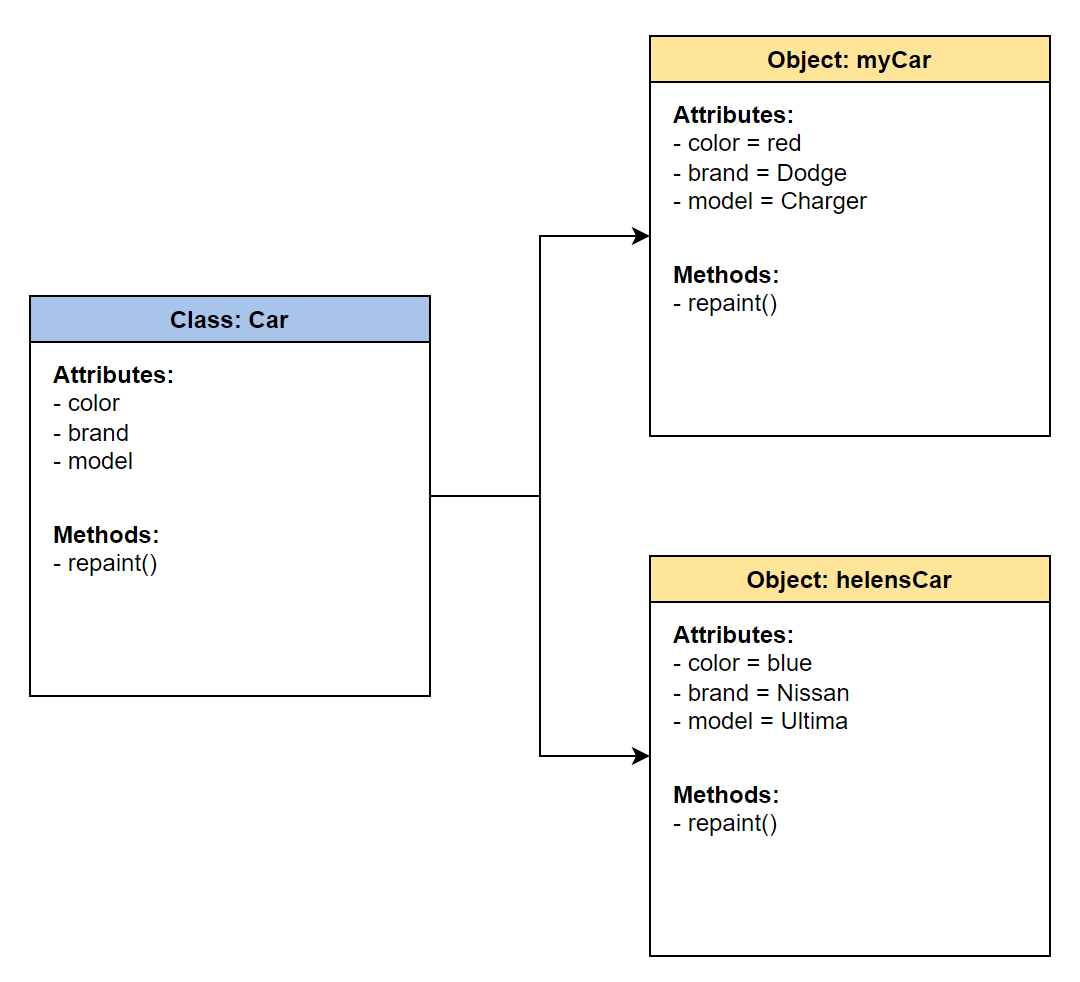 Class: Car
Attributes:
- color
- brand
- model
Methods:
- repaint()
Object: myCar
Attributes:
- color = red
- brand = Dodge
- model = Charger
Methods:
- repaint()
Object: helensCar
Attributes:
- color = blue
- brand = Nissan
- model = Ultima
Methods:
- repaint()